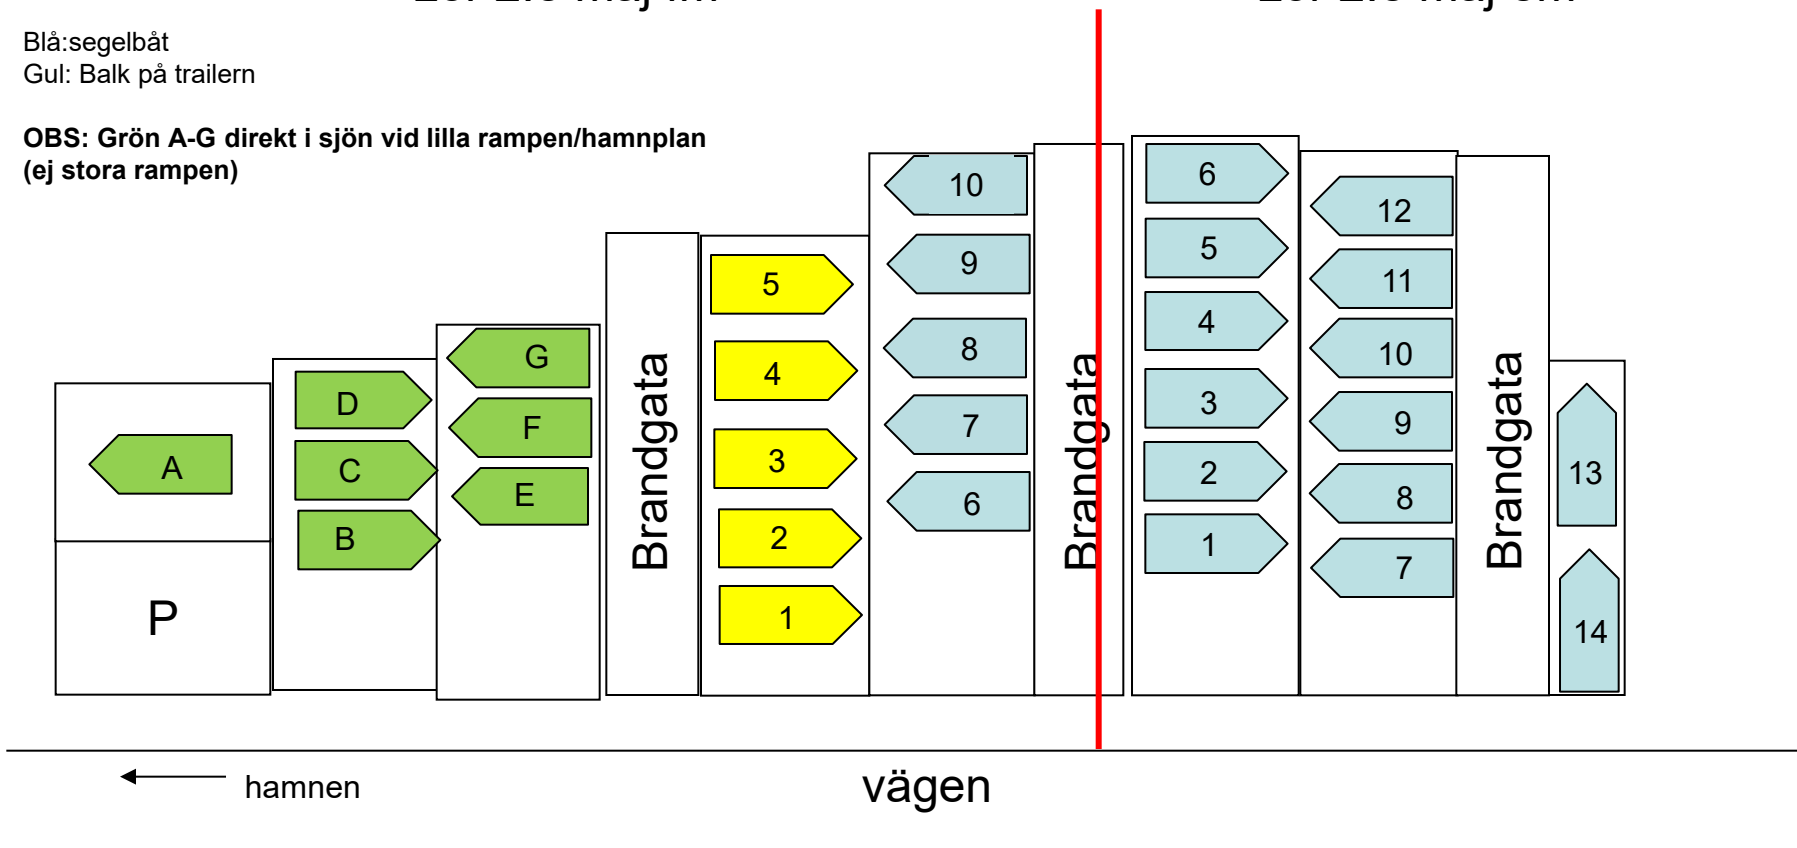 Blå:segelbåt
Gul: Balk på trailern
OBS: Grön A-G direkt i sjön vid lilla rampen/hamnplan
(ej stora rampen)
A
P
D
C
B
G
F
E
Brandgata
5
4
3
2
1
10
9
8
7
6
Brandgata
6
5
4
3
2
1
12
11
10
9
8
7
Brandgata
13
14
hamnen
vägen